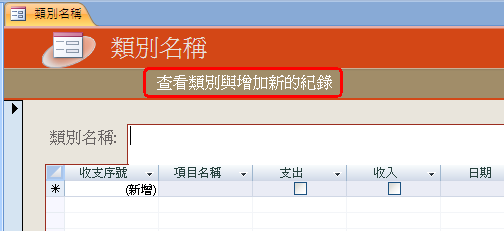 類別名稱
類別名稱
查看類別與增加新的紀錄
類別名稱:
收支序號 項目名稱 支出 收入 日期
* (新增)